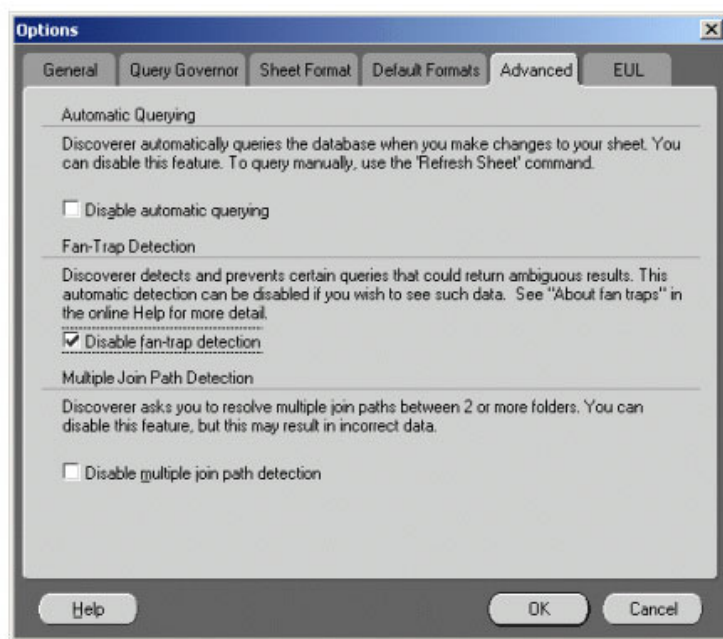 Options
General
Query Governor
Sheet Format
Default Formats
Advanced
EUL
Automatic Querying
Discoverer automatically queries the database when you make changes to your sheet. You
can disable this feature. To query manually, use the 'Refresh Sheet' command.
Disable automatic querying
Fan-Trap Detection
Discoverer detects and prevents certain queries that could return ambiguous results. This
automatic detection can be disabled if you wish to see such data. See "About fan traps" in
the online Help for more detail.
Disable fan-trap detection
Multiple Join Path Detection
Discoverer asks you to resolve multiple join paths between 2 or more folders. You can
disable this feature, but this may result in incorrect data.
Disable multiple join path detection
Help
OK
Cancel